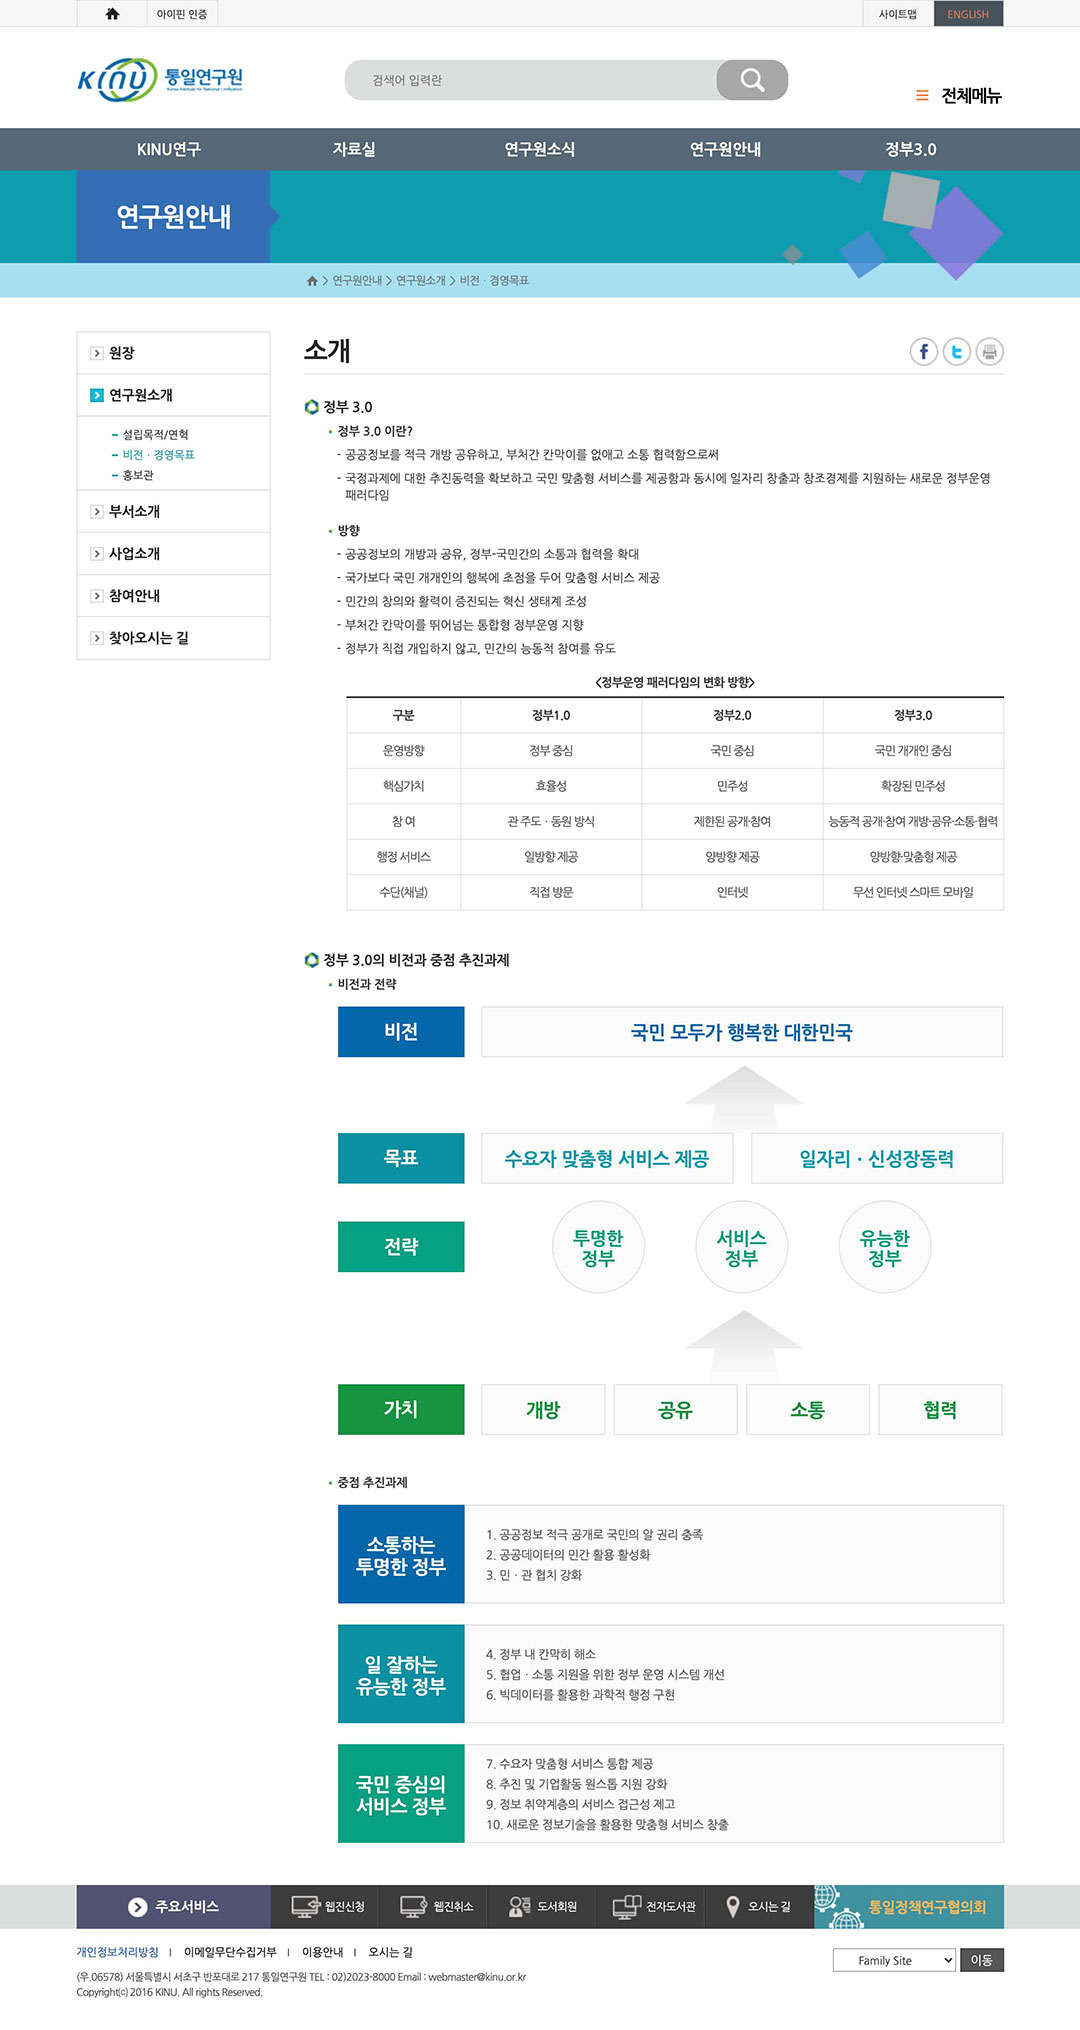 아이핀 인증
사이트맵
ENGLISH
KINU 통일연구원
Korea Institute for National Unification
검색어 입력란
전체메뉴
KINU연구 자료실 연구원소식 연구원안내 정부3.0
연구원안내
> 연구원안내 > 연구원소개 > 비전ㆍ경영목표
원장
연구원소개
설립목적/연혁
비전ㆍ경영목표
홍보관
부서소개
사업소개
참여안내
찾아오시는 길
소개
정부 3.0
정부 3.0 이란?
- 공공정보를 적극 개방 공유하고, 부처간 칸막이를 없애고 소통 협력함으로써
- 국정과제에 대한 추진동력을 확보하고 국민 맞춤형 서비스를 제공함과 동시에 일자리 창출과 창조경제를 지원하는 새로운 정부운영
패러다임
방향
- 공공정보의 개방과 공유, 정부-국민간의 소통과 협력을 확대
- 국가보다 국민 개개인의 행복에 초점을 두어 맞춤형 서비스 제공
- 민간의 창의와 활력이 증진되는 혁신 생태계 조성
- 부처간 칸막이를 뛰어넘는 통합형 정부운영 지향
- 정부가 직접 개입하지 않고, 민간의 능동적 참여를 유도
<정부운영 패러다임의 변화 방향>
구분 정부1.0 정부2.0 정부3.0
운영방향 정부 중심 국민 중심 국민 개개인 중심
핵심가치 효율성 민주성 확장된 민주성
참 여 관 주도ㆍ동원 방식 제한된 공개·참여 능동적 공개·참여 개방·공유·소통·협력
행정 서비스 일방향 제공 양방향 제공 양방향·맞춤형 제공
수단(채널) 직접 방문 인터넷 무선 인터넷 스마트 모바일
정부 3.0의 비전과 중점 추진과제
비전과 전략
비전 국민 모두가 행복한 대한민국
목표 수요자 맞춤형 서비스 제공 일자리ㆍ신성장동력
전략 투명한 정부 서비스 정부 유능한 정부
가치 개방 공유 소통 협력
중점 추진과제
소통하는
투명한 정부
1. 공공정보 적극 공개로 국민의 알 권리 충족
2. 공공데이터의 민간 활용 활성화
3. 민ㆍ관 협치 강화
일 잘하는
유능한 정부
4. 정부 내 칸막히 해소
5. 협업ㆍ소통 지원을 위한 정부 운영 시스템 개선
6. 빅데이터를 활용한 과학적 행정 구현
국민 중심의
서비스 정부
7. 수요자 맞춤형 서비스 통합 제공
8. 추진 및 기업활동 원스톱 지원 강화
9. 정보 취약계층의 서비스 접근성 제고
10. 새로운 정보기술을 활용한 맞춤형 서비스 창출
주요서비스 웹진신청 웹진취소 도서회원 전자도서관 오시는 길 통일정책연구협의회
개인정보처리방침 | 이메일무단수집거부 | 이용안내 | 오시는 길
Family Site 이동
(우.06578) 서울특별시 서초구 반포대로 217 통일연구원 TEL : 02)2023-8000 Email : webmaster@kinu.or.kr
Copyright(c) 2016 KINU. All rights Reserved.